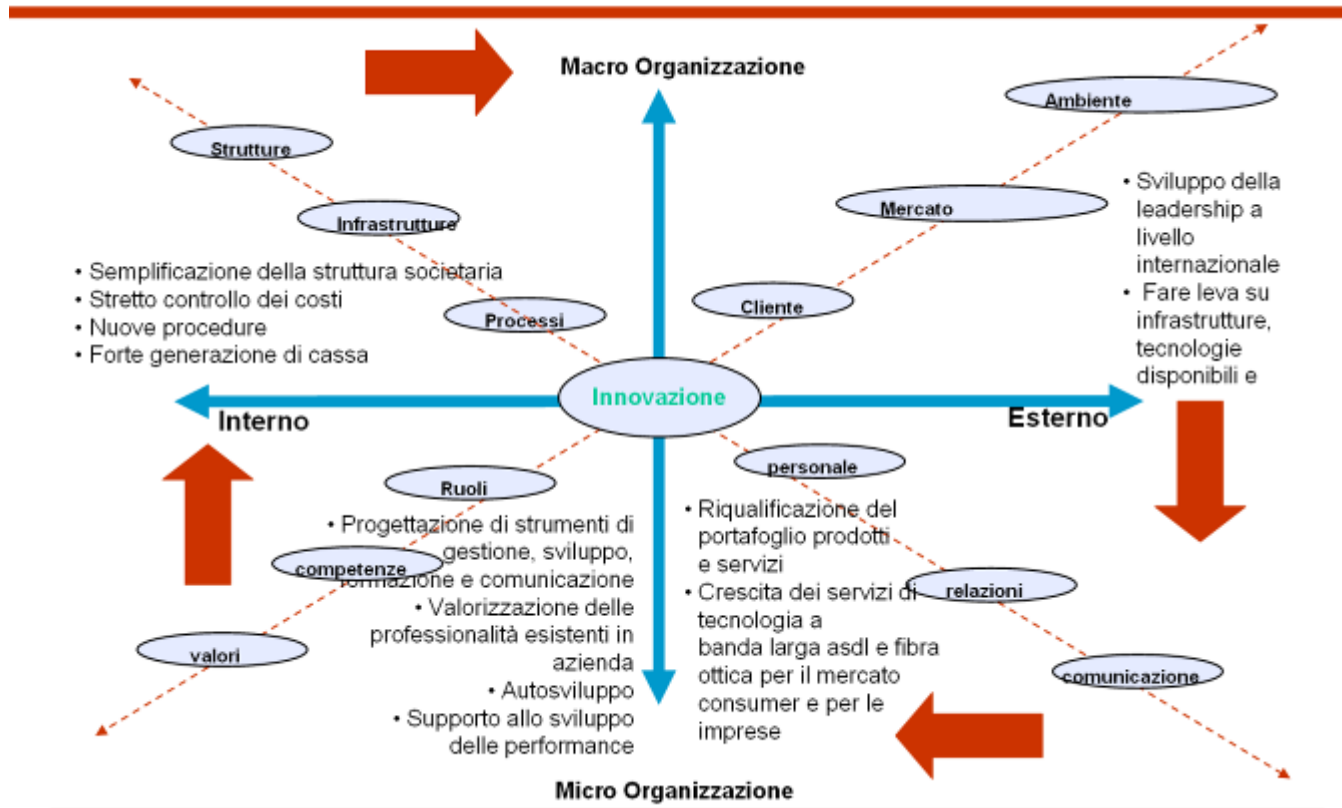 Macro Organizzazione
Ambiente
Strutture
Mercato
Infrastrutture
• Sviluppo della
leadership a
livello
internazionale
• Fare leva su
infrastrutture,
tecnologie
disponibili e
• Semplificazione della struttura societaria
• Stretto controllo dei costi
• Nuove procedure
• Forte generazione di cassa
Processi
Cliente
Innovazione
Interno
Esterno
Ruoli
personale
• Progettazione di strumenti di
gestione, sviluppo,
formazione e comunicazione
• Valorizzazione delle
professionalità esistenti in
azienda
• Autosviluppo
• Supporto allo sviluppo
delle performance
competenze
valori
• Riqualificazione del
portafoglio prodotti
e servizi
• Crescita dei servizi di
tecnologia a
banda larga asdl e fibra
ottica per il mercato
consumer e per le
imprese
relazioni
comunicazione
Micro Organizzazione